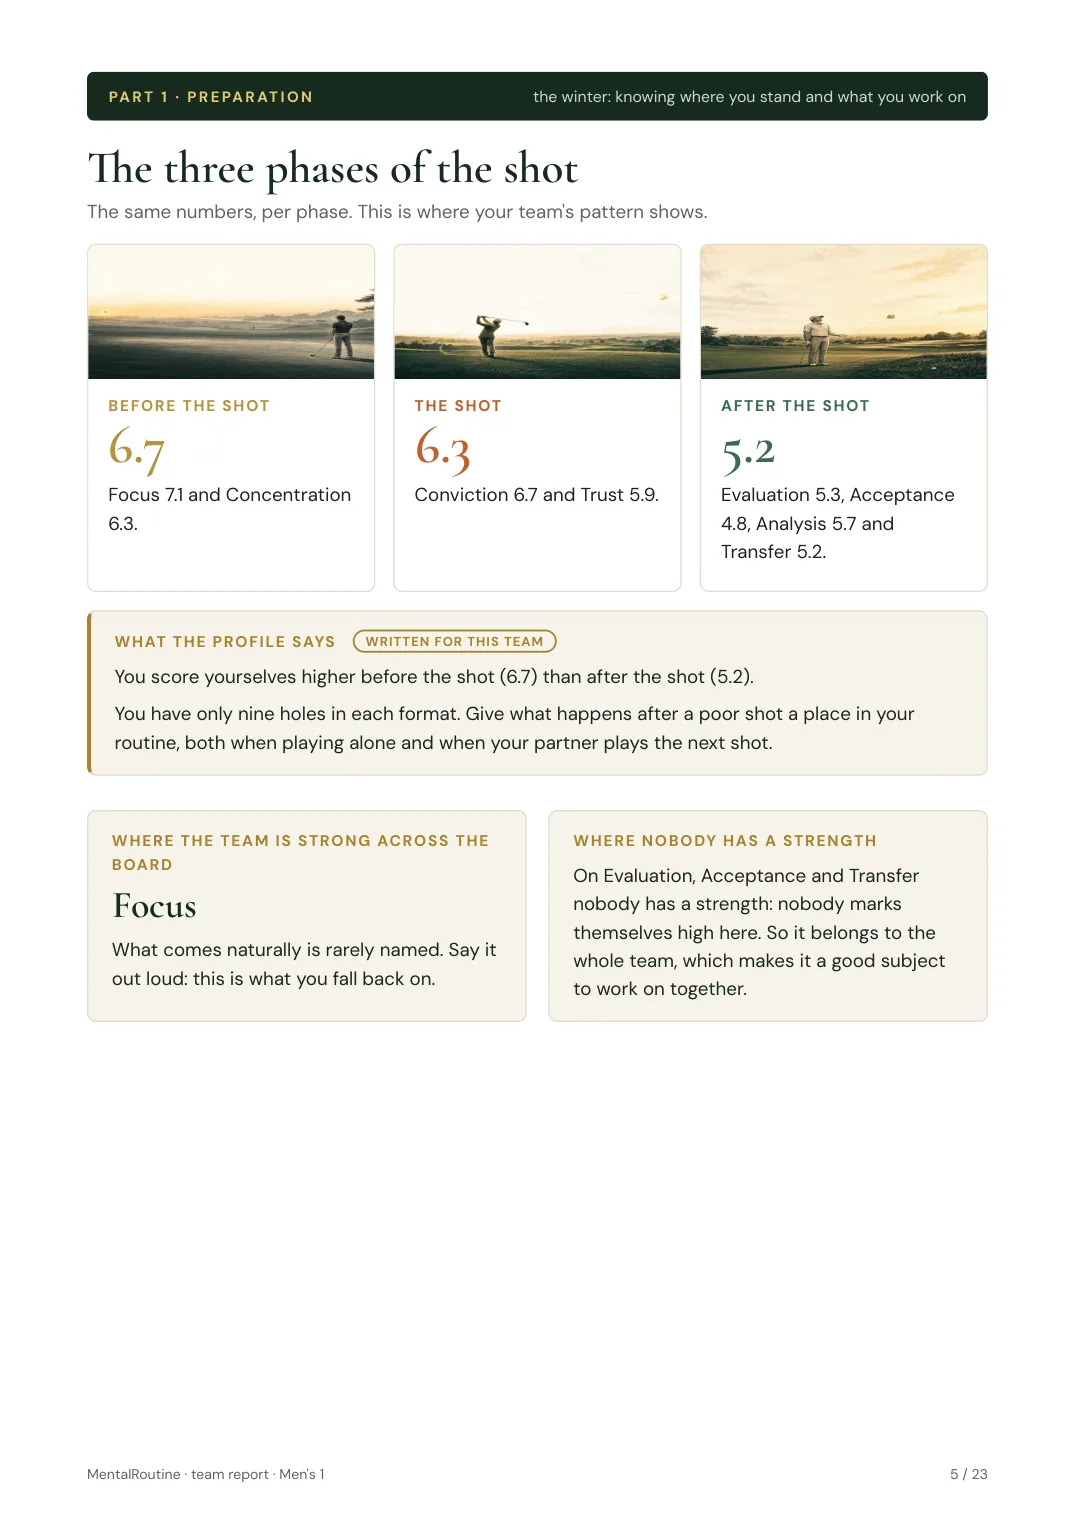 PART 1 · PREPARATION
the winter: knowing where you stand and what you work on
The three phases of the shot
The same numbers, per phase. This is where your team's pattern shows.
BEFORE THE SHOT
6.7
Focus 7.1 and Concentration
6.3.
THE SHOT
6.3
Conviction 6.7 and Trust 5.9.
AFTER THE SHOT
5.2
Evaluation 5.3, Acceptance
4.8, Analysis 5.7 and
Transfer 5.2.
WHAT THE PROFILE SAYS
WRITTEN FOR THIS TEAM
You score yourselves higher before the shot (6.7) than after the shot (5.2).
You have only nine holes in each format. Give what happens after a poor shot a place in your
routine, both when playing alone and when your partner plays the next shot.
WHERE THE TEAM IS STRONG ACROSS THE
BOARD
Focus
What comes naturally is rarely named. Say it
out loud: this is what you fall back on.
WHERE NOBODY HAS A STRENGTH
On Evaluation, Acceptance and Transfer
nobody has a strength: nobody marks
themselves high here. So it belongs to the
whole team, which makes it a good subject
to work on together.
MentalRoutine · team report · Men's 1
5 / 23